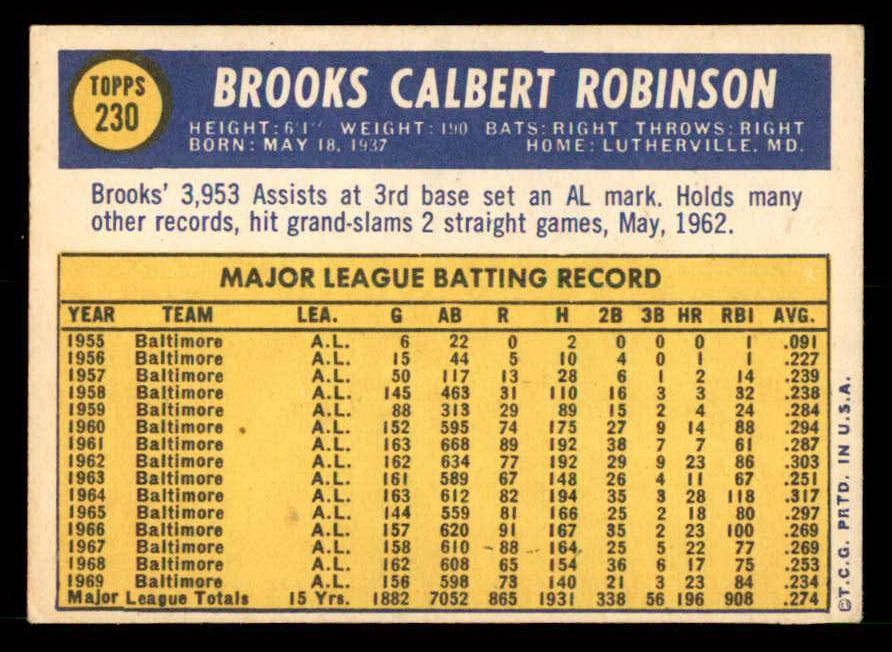 TOPPS
230
BROOKS CALBERT ROBINSON
HEIGHT: 6'1" WEIGHT: 190 BATS: RIGHT THROWS: RIGHT
BORN: MAY 18, 1937 HOME: LUTHERVILLE, MD.
Brooks' 3,953 Assists at 3rd base set an AL mark. Holds many
other records, hit grand-slams 2 straight games, May, 1962.
MAJOR LEAGUE BATTING RECORD
YEAR TEAM LEA. G AB R H 2B 3B HR RBI AVG.
1955 Baltimore A.L. 6 22 0 2 0 0 0 1 .091
1956 Baltimore A.L. 15 44 5 10 4 0 1 1 .227
1957 Baltimore A.L. 50 117 13 28 6 1 2 14 .239
1958 Baltimore A.L. 145 463 31 110 16 3 3 32 .238
1959 Baltimore A.L. 88 313 29 89 15 2 4 24 .284
1960 Baltimore A.L. 152 595 74 175 27 9 14 88 .294
1961 Baltimore A.L. 163 668 89 192 38 7 7 61 .287
1962 Baltimore A.L. 162 634 77 192 29 9 23 86 .303
1963 Baltimore A.L. 161 589 67 148 26 4 11 67 .251
1964 Baltimore A.L. 163 612 82 194 35 3 28 118 .317
1965 Baltimore A.L. 144 559 81 166 25 2 18 80 .297
1966 Baltimore A.L. 157 620 91 167 35 2 23 100 .269
1967 Baltimore A.L. 158 610 88 164 25 5 22 77 .269
1968 Baltimore A.L. 162 608 65 154 36 6 17 75 .253
1969 Baltimore A.L. 156 598 73 140 21 3 23 84 .234
Major League Totals 15 Yrs. 1882 7052 865 1931 338 56 196 908 .274
©T.C.G. PRTD. IN U.S.A.